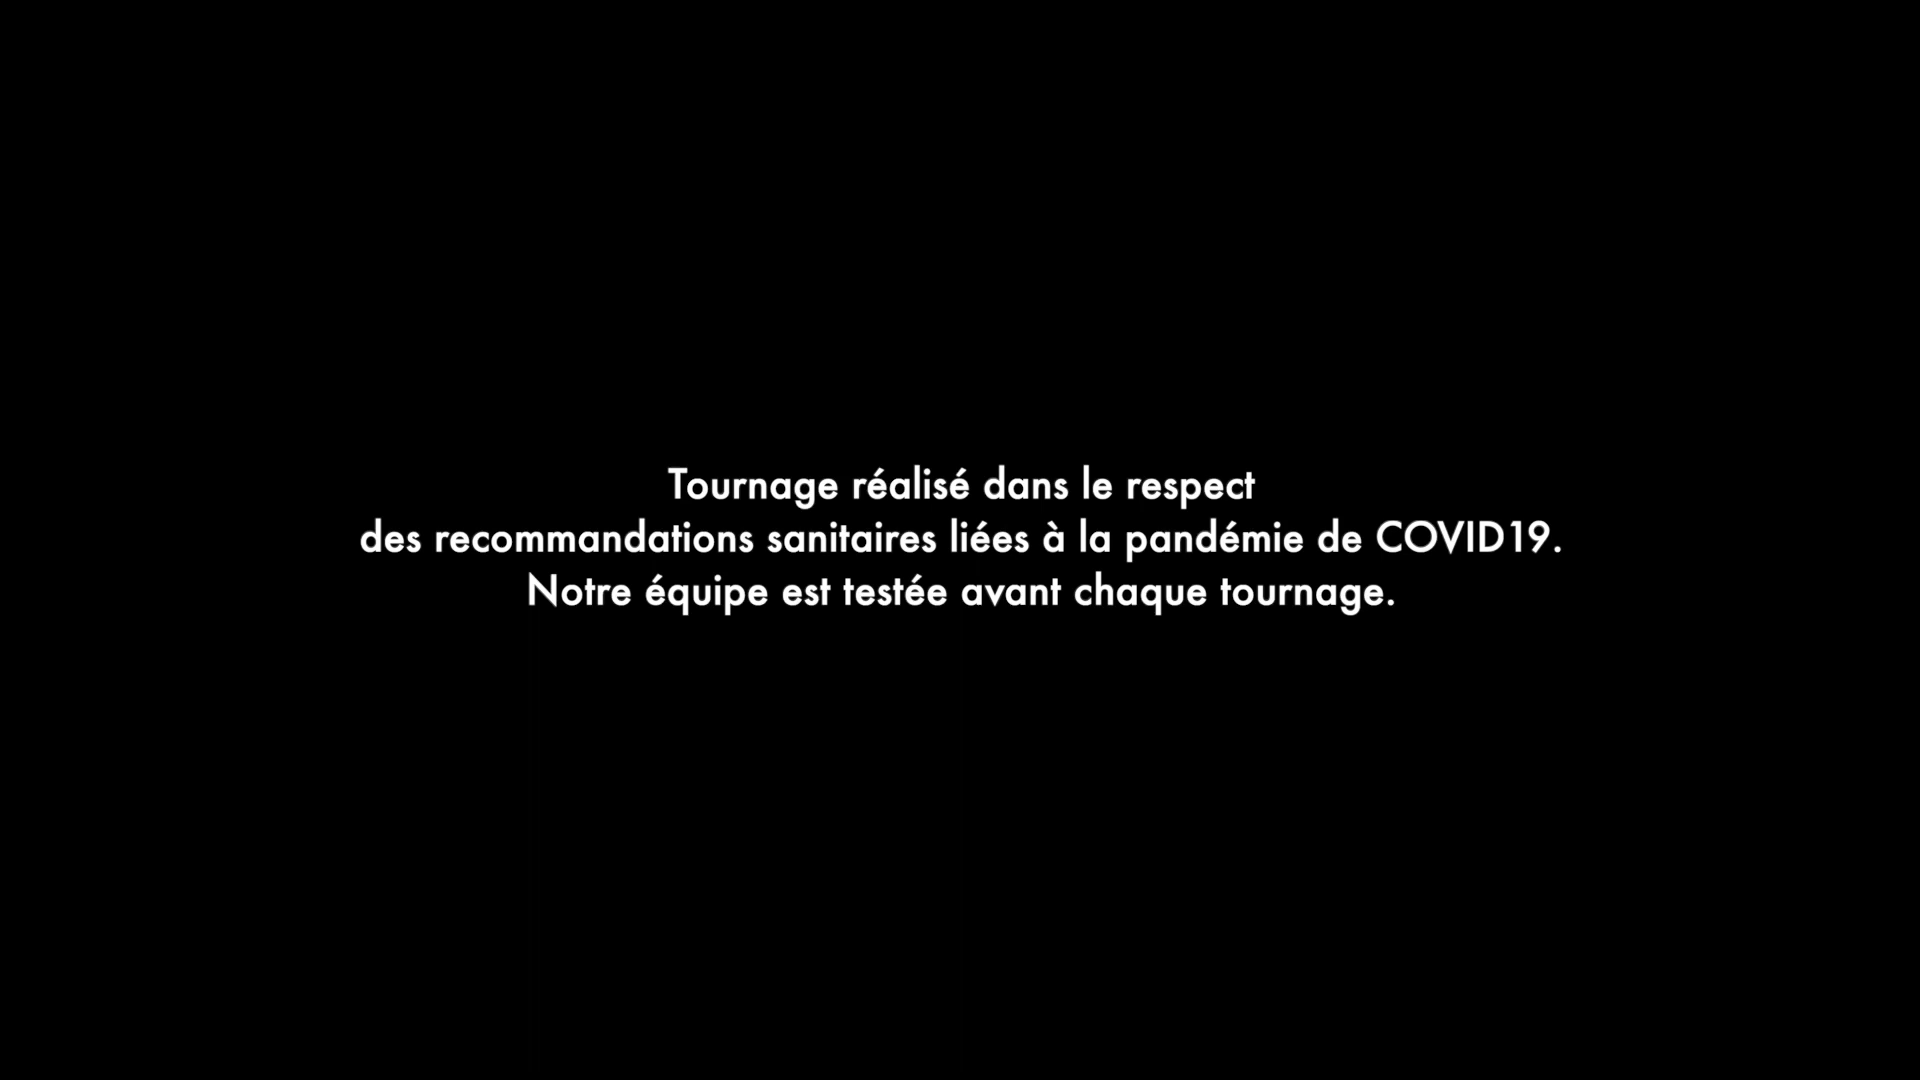 Tournage réalisé dans le respect
des recommandations sanitaires liées à la pandémie de COVID19.
Notre équipe est testée avant chaque tournage.